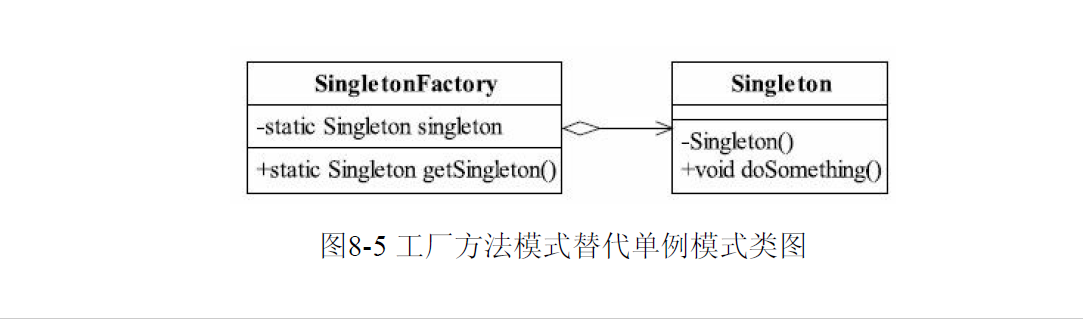 SingletonFactory
-static Singleton singleton
+static Singleton getSingleton()
Singleton
-Singleton()
+void doSomething()
图8-5 工厂方法模式替代单例模式类图